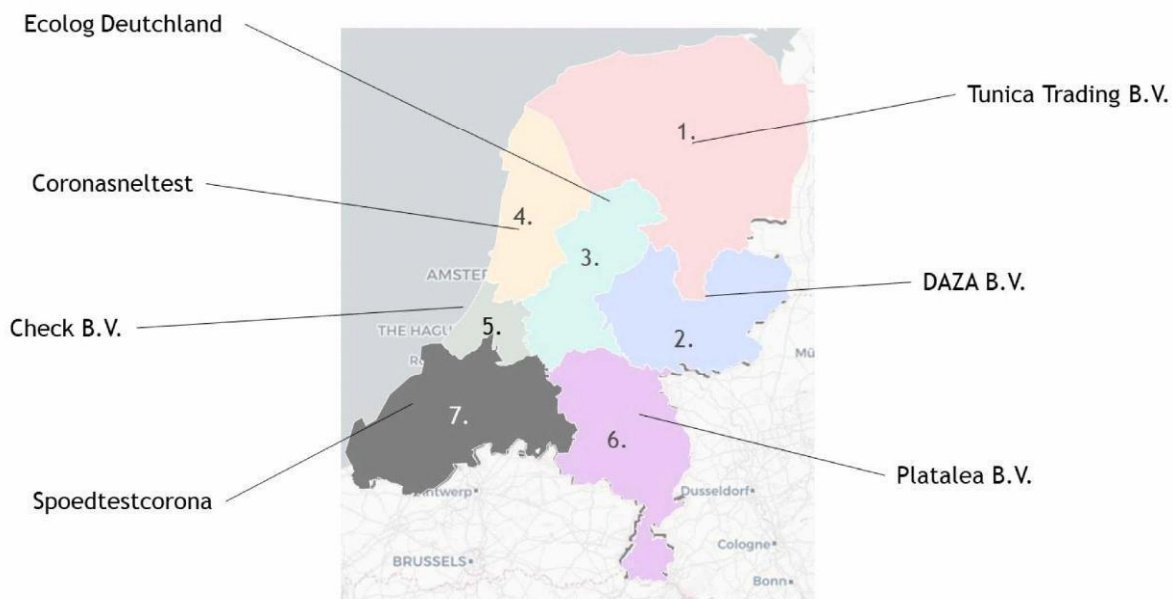 Ecolog Deutchland
Tunica Trading B.V.
1.
Coronasneltest
4.
3.
AMSTER
DAZA B.V.
Check B.V.
THE HAGU
5.
2.
7.
6.
Platalea B.V.
Spoedtestcorona
Antwerp
Dusseldorf
Cologne
BRUSSELS
Bonn